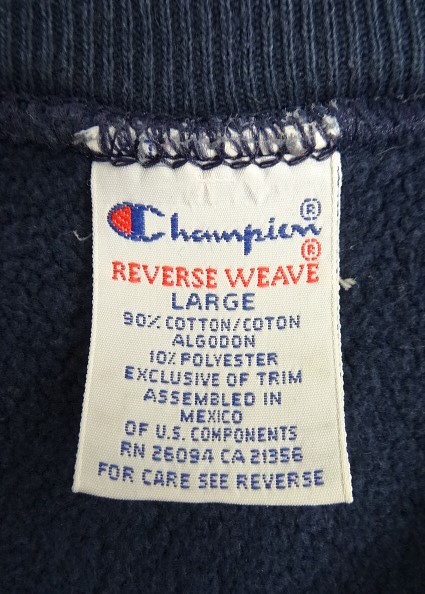 Champion®
REVERSE WEAVE®
LARGE
90% COTTON/COTON
ALGODON
10% POLYESTER
EXCLUSIVE OF TRIM
ASSEMBLED IN
MEXICO
OF U.S. COMPONENTS
RN 26094 CA 21356
FOR CARE SEE REVERSE